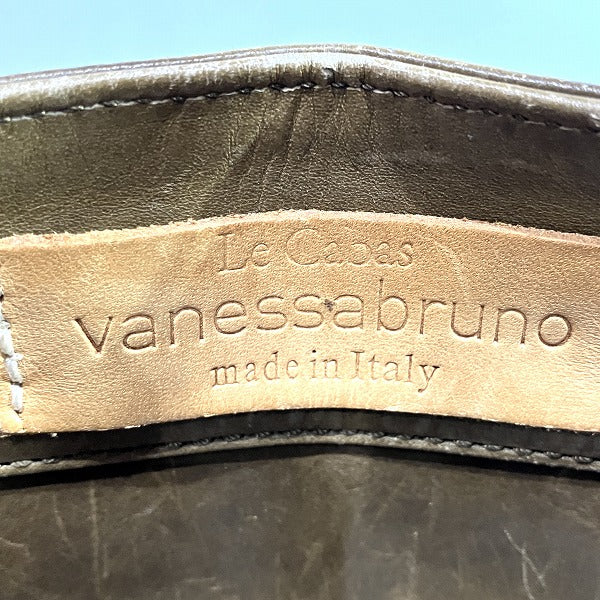 Le Cabas
vanessabruno
made in Italy